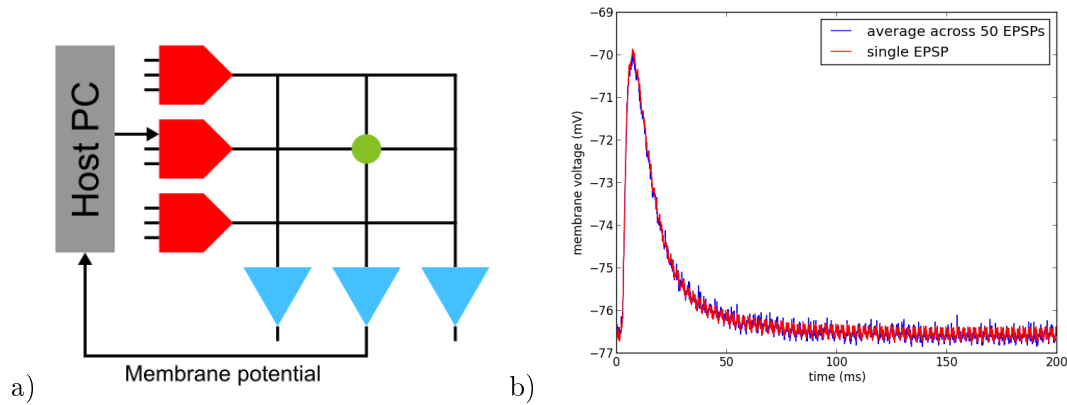 Host PC
Membrane potential
a)
−69
−70
−71
−72
−73
−74
−75
−76
−77
membrane voltage (mV)
average across 50 EPSPs
single EPSP
0
50
100
150
200
time (ms)
b)